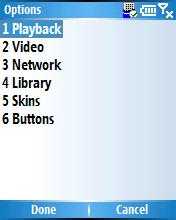 Options
1 Playback
2 Video
3 Network
4 Library
5 Skins
6 Buttons
Done
Cancel